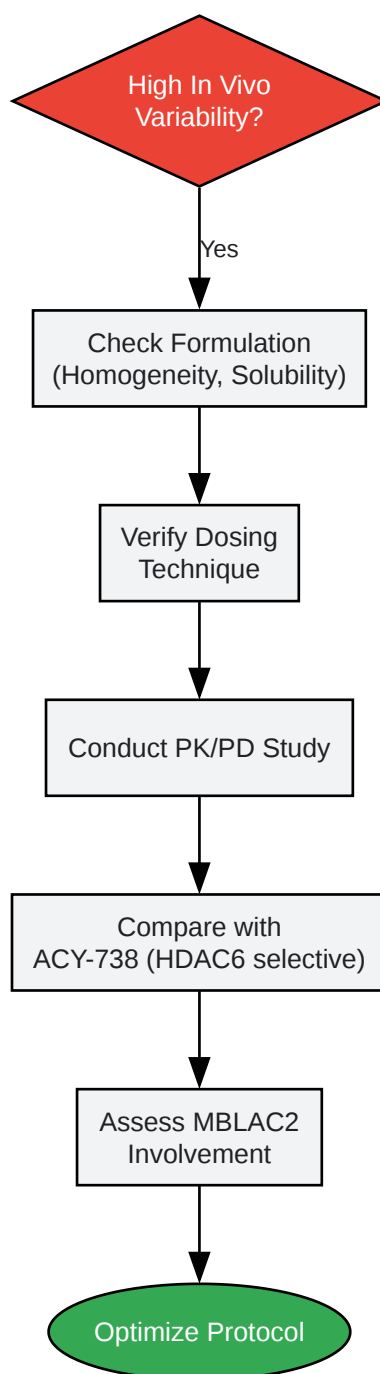 High In Vivo
Variability?
Yes
Check Formulation
(Homogeneity, Solubility)
Verify Dosing
Technique
Conduct PK/PD Study
Compare with
ACY-738 (HDAC6 selective)
Assess MBLAC2
Involvement
Optimize Protocol